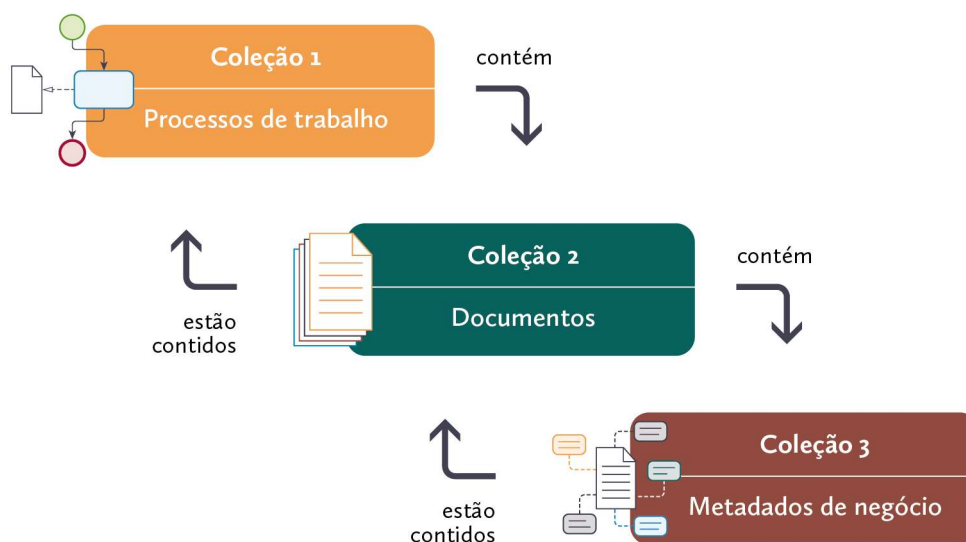 Coleção 1
contém
Processos de trabalho
Coleção 2
contém
Documentos
estão
contidos
Coleção 3
Metadados de negócio
estão
contidos